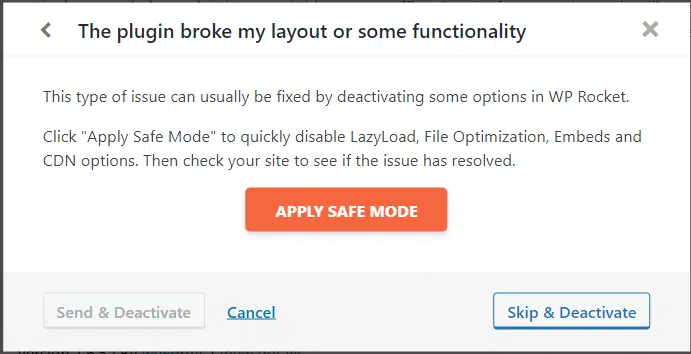 The plugin broke my layout or some functionality
This type of issue can usually be fixed by deactivating some options in WP Rocket.
Click "Apply Safe Mode" to quickly disable LazyLoad, File Optimization, Embeds and
CDN options. Then check your site to see if the issue has resolved.
APPLY SAFE MODE
Send & Deactivate
Cancel
Skip & Deactivate